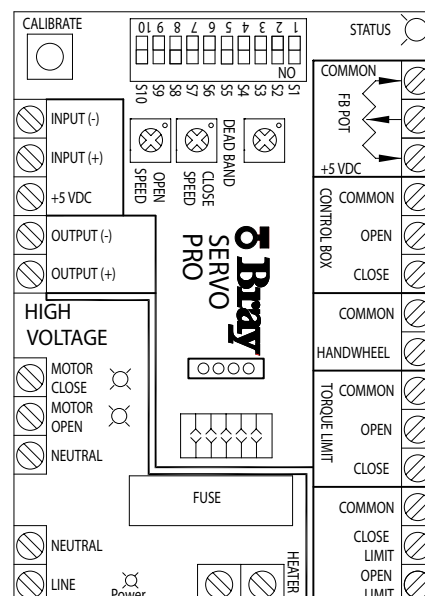 CALIBRATE
10 9 8 7 6 5 4 3 2 1
ON
S10 S9 S8 S7 S6 S5 S4 S3 S2 S1
STATUS
INPUT (-)
INPUT (+)
+5 VDC
OUTPUT (-)
OUTPUT (+)
OPEN
SPEED
CLOSE
SPEED
DEAD BAND
Bray
SERVO
PRO
COMMON
FB POT
+5 VDC
CONTROL BOX
COMMON
OPEN
CLOSE
COMMON
HANDWHEEL
TORQUE LIMIT
COMMON
OPEN
CLOSE
COMMON
CLOSE
LIMIT
OPEN
LIMIT
HIGH
VOLTAGE
MOTOR
CLOSE
MOTOR
OPEN
NEUTRAL
FUSE
NEUTRAL
LINE
Power
HEATER